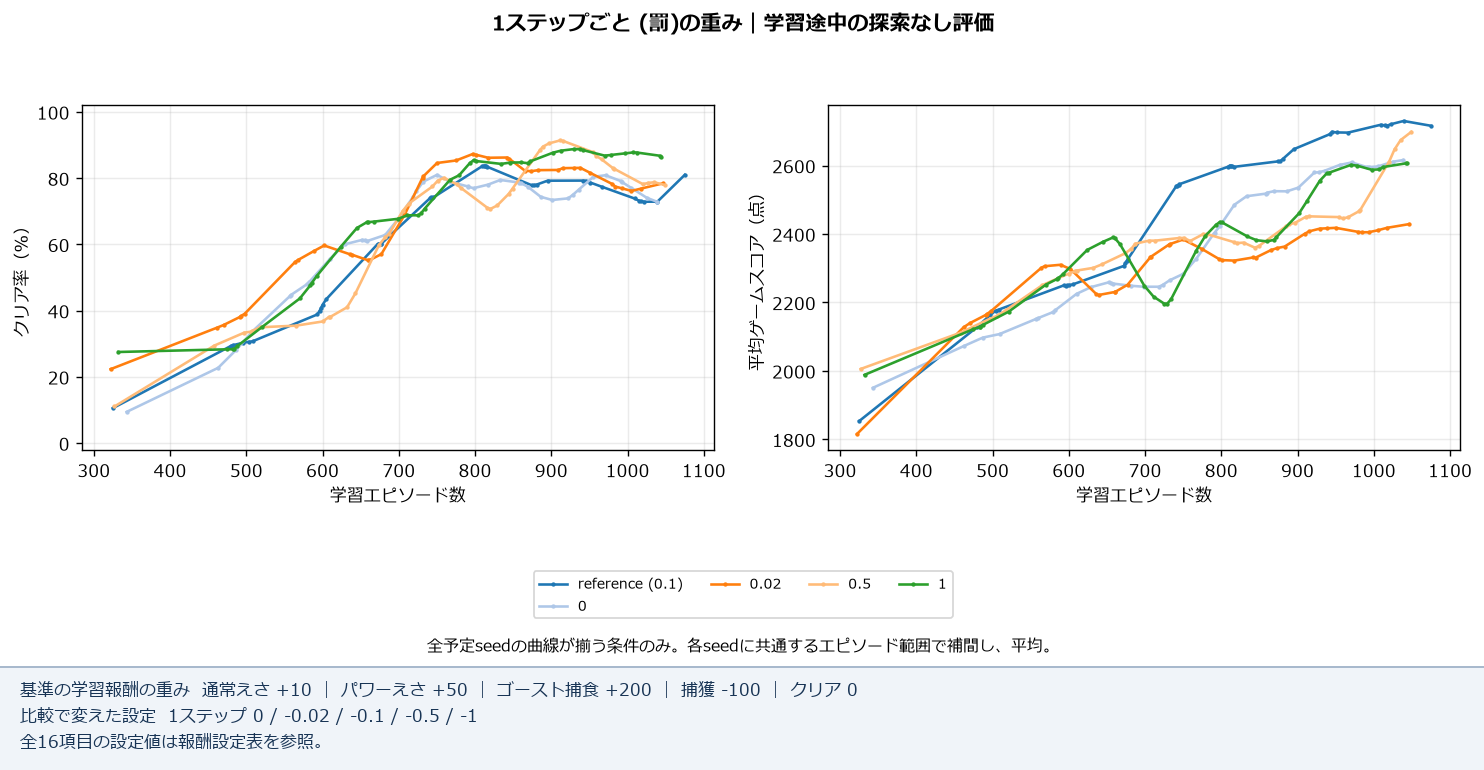 1ステップごと (罰)の重み｜学習途中の探索なし評価
100
80
60
40
20
0
クリア率（%）
300 400 500 600 700 800 900 1000 1100
学習エピソード数
2600
2400
2200
2000
1800
平均ゲームスコア（点）
300 400 500 600 700 800 900 1000 1100
学習エピソード数
reference (0.1) 0.02 0.5 1
0
全予定seedの曲線が揃う条件のみ。各seedに共通するエピソード範囲で補間し、平均。
基準の学習報酬の重み 通常えさ +10 ｜ パワーえさ +50 ｜ ゴースト捕食 +200 ｜ 捕獲 -100 ｜ クリア 0
比較で変えた設定 1ステップ 0 / -0.02 / -0.1 / -0.5 / -1
全16項目の設定値は報酬設定表を参照。